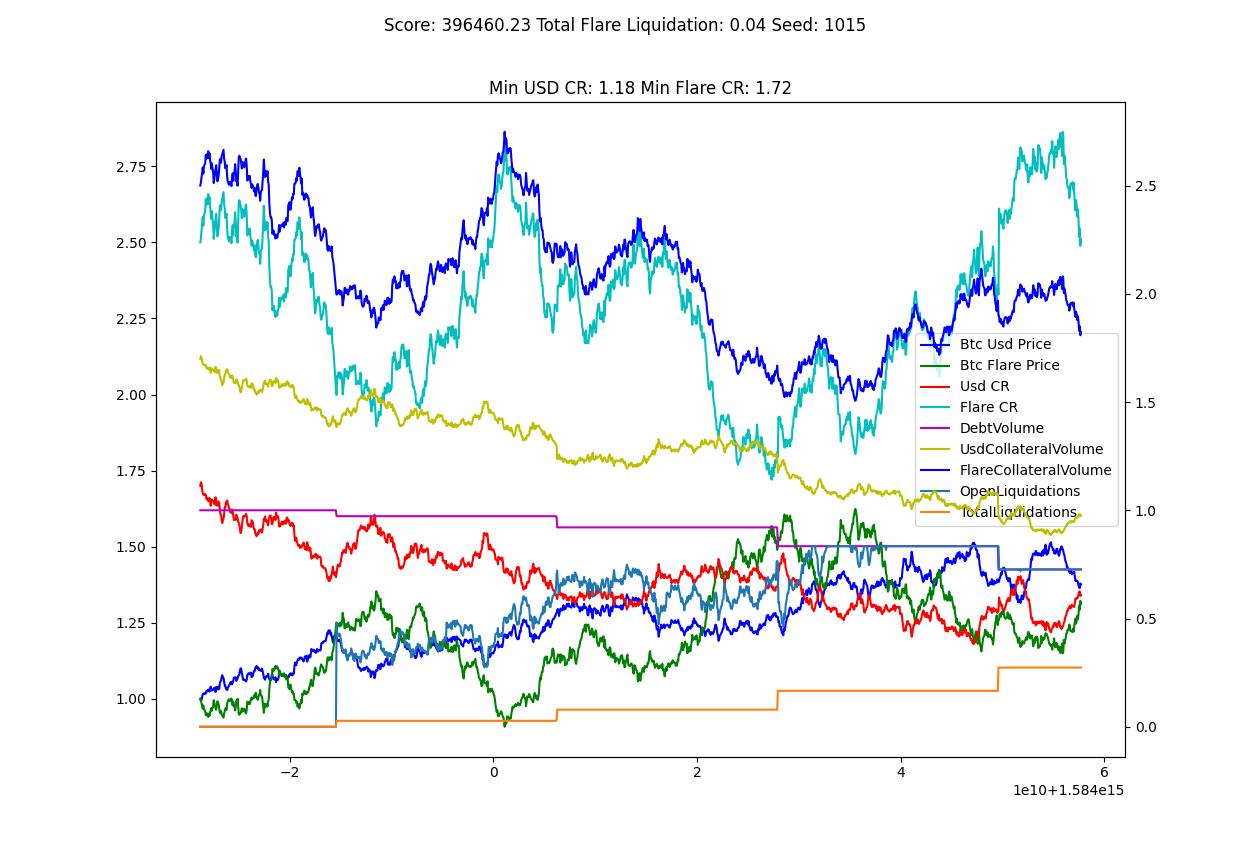 Score: 396460.23 Total Flare Liquidation: 0.04 Seed: 1015
Min USD CR: 1.18 Min Flare CR: 1.72
2.75
2.50
2.25
2.00
1.75
1.50
1.25
1.00
2.5
2.0
1.5
1.0
0.5
0.0
Btc Usd Price
Btc Flare Price
Usd CR
Flare CR
DebtVolume
UsdCollateralVolume
FlareCollateralVolume
OpenLiquidations
TotalLiquidations
−2 0 2 4 6
1e10+1.584e15